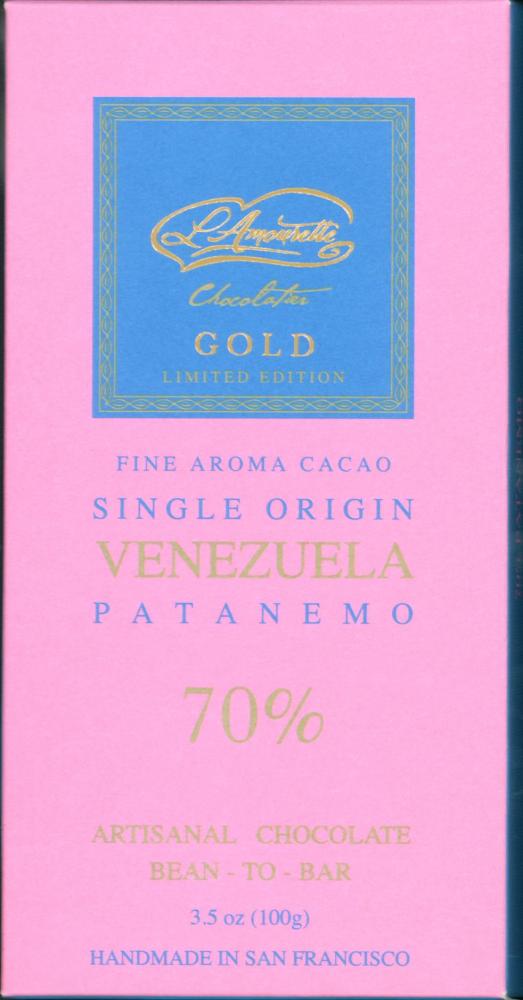 L'Amourette
Chocolatier
GOLD
LIMITED EDITION
FINE AROMA CACAO
SINGLE ORIGIN
VENEZUELA
PATANEMO
70%
ARTISANAL CHOCOLATE
BEAN - TO - BAR
3.5 oz (100g)
HANDMADE IN SAN FRANCISCO